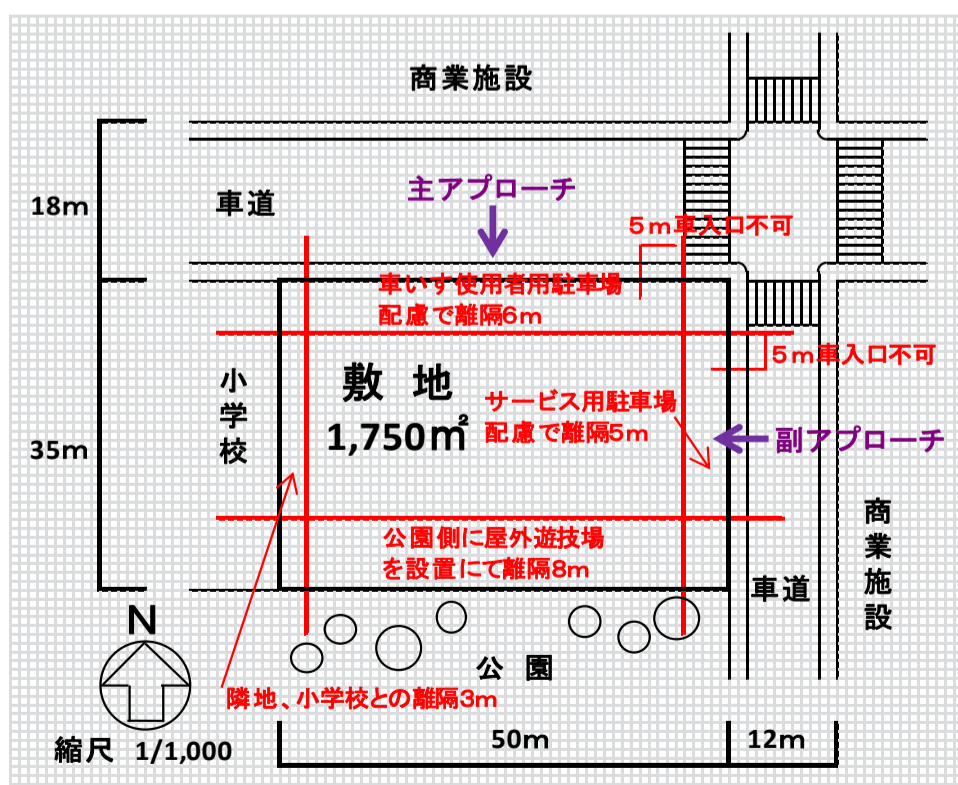 商業施設
18m
車道
主アプローチ
5m車入口不可
車いす使用者用駐車場
配慮で離隔6m
5m車入口不可
小学校
敷 地
1,750㎡
サービス用駐車場
配慮で離隔5m
副アプローチ
35m
商業施設
公園側に屋外遊技場
を設置にて離隔8m
車道
N
公 園
隣地、小学校との離隔3m
縮尺 1/1,000
50m
12m